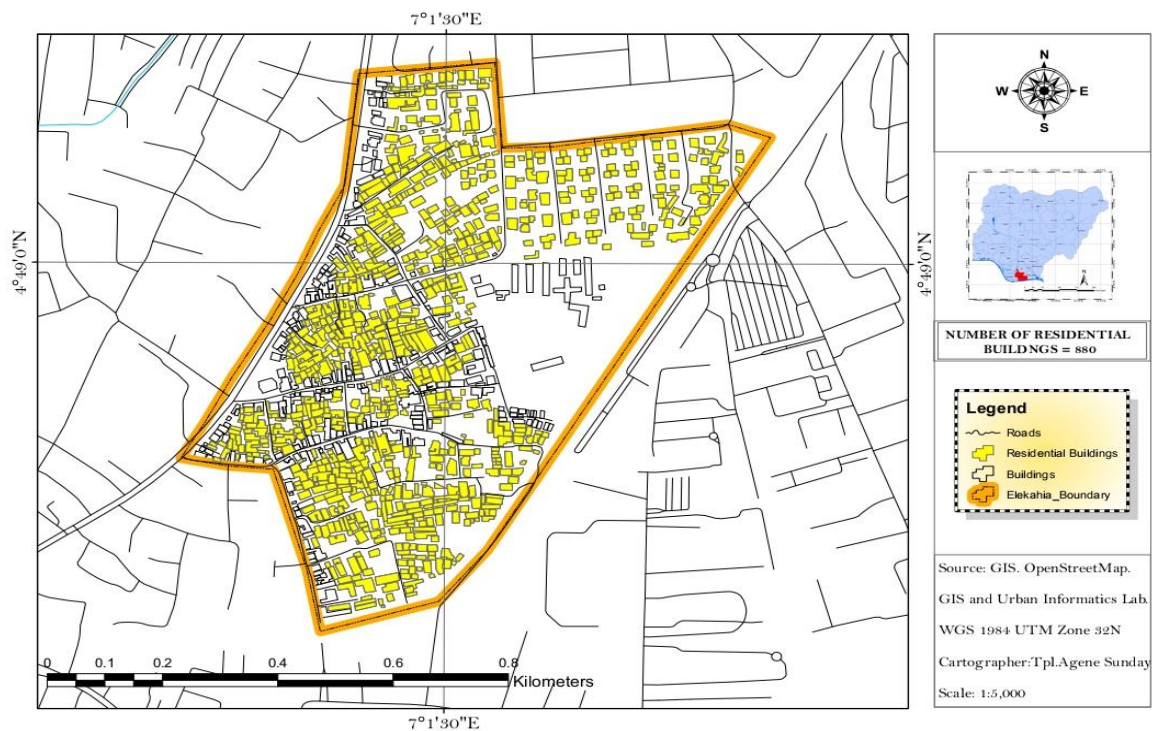 7°1'30"E
4°49'0"N
4°49'0"N
0 0.1 0.2 0.4 0.6 0.8
Kilometers
7°1'30"E
N
W E
S
N
NUMBER OF RESIDENTIAL
BUILDNGS = 880
Legend
Roads
Residential Buildings
Buildings
Elekahia_Boundary
Source: GIS. OpenStreetMap.
GIS and Urban Informatics Lab.
WGS 1984 UTM Zone 32N
Cartographer:Tpl.Agene Sunday
Scale: 1:5,000